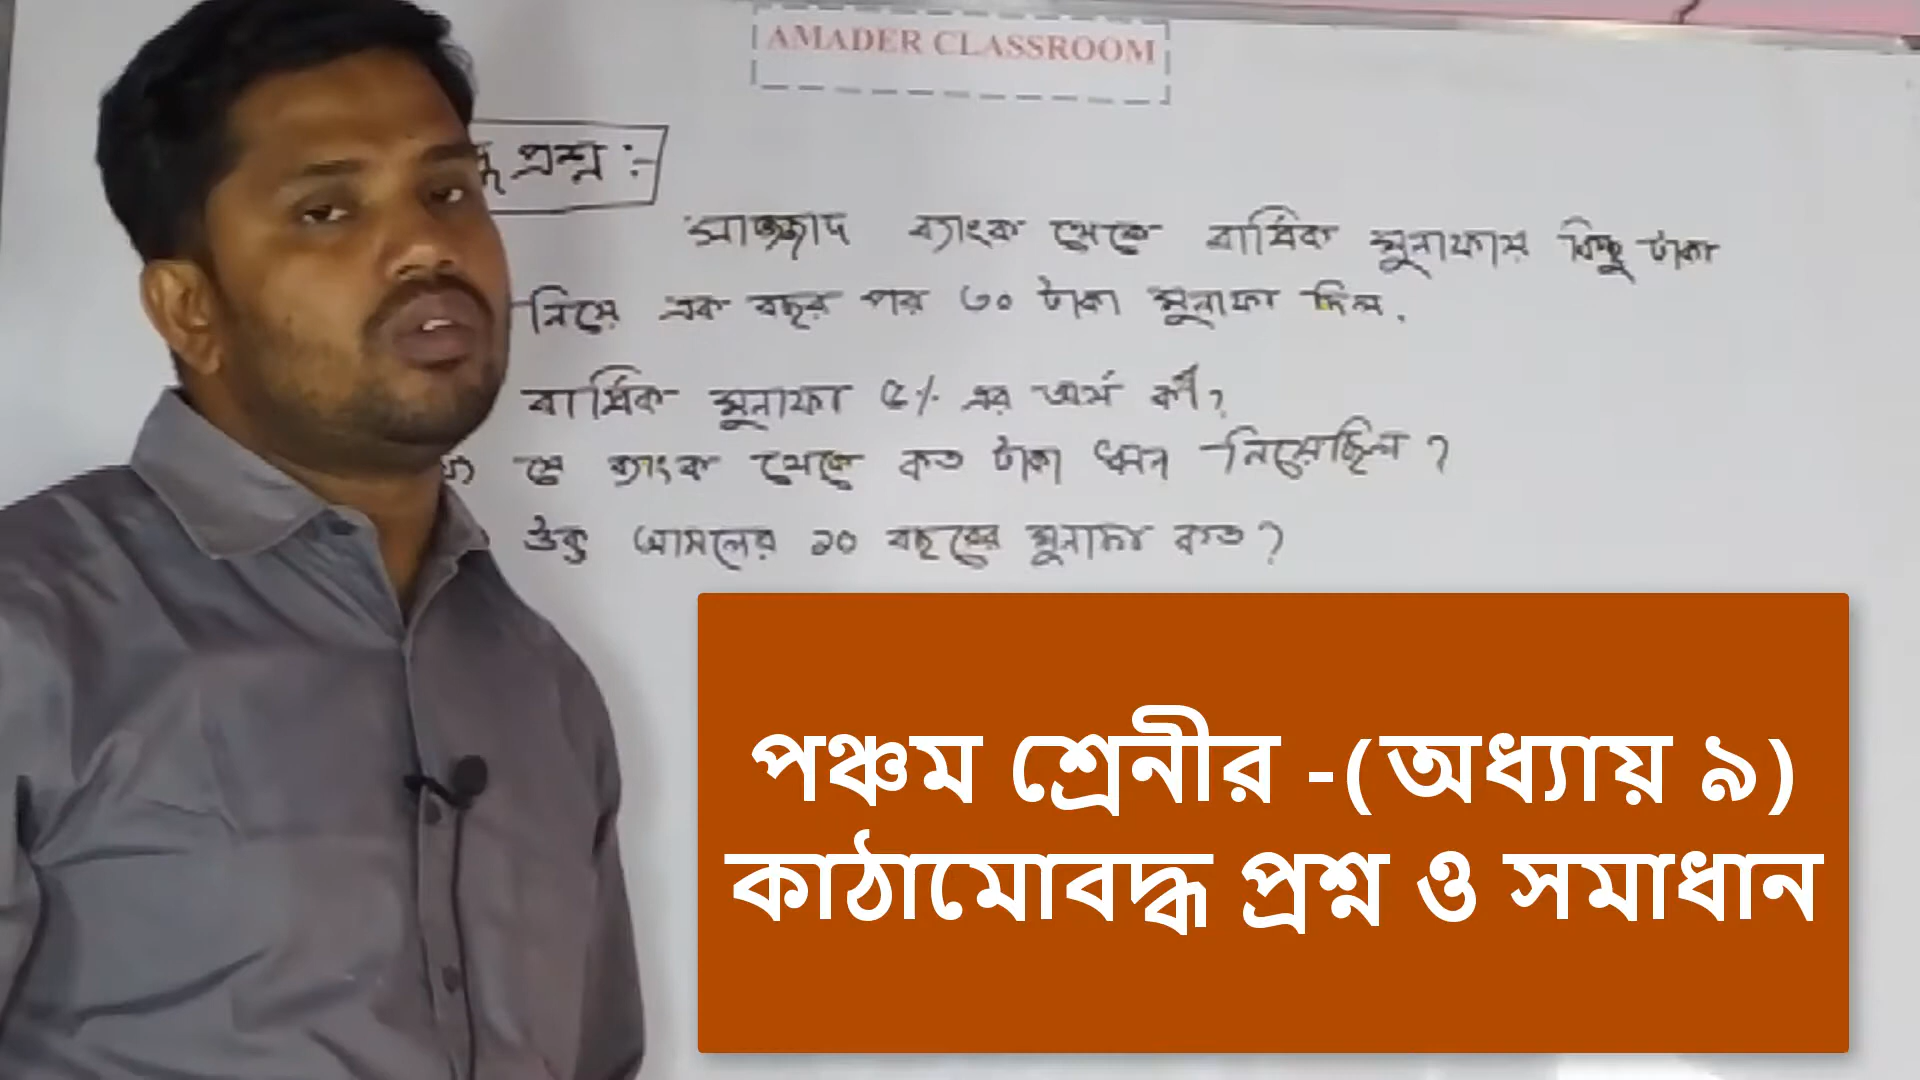 AMADER CLASSROOM
প্রশ্ন :-
সাজ্জাদ ব্যাংক থেকে বার্ষিক মুনাফায় কিছু টাকা
নিয়ে এক বছর পর ৩০ টাকা মুনাফা দিল.
বার্ষিক মুনাফা ৫% এর অর্থ কী?
সে ব্যাংক থেকে কত টাকা নিয়েছিল?
উক্ত আসলের ১০ বছরের মুনাফা কত?
পঞ্চম শ্রেনীর -(অধ্যায় ৯)
কাঠামোবদ্ধ প্রশ্ন ও সমাধান